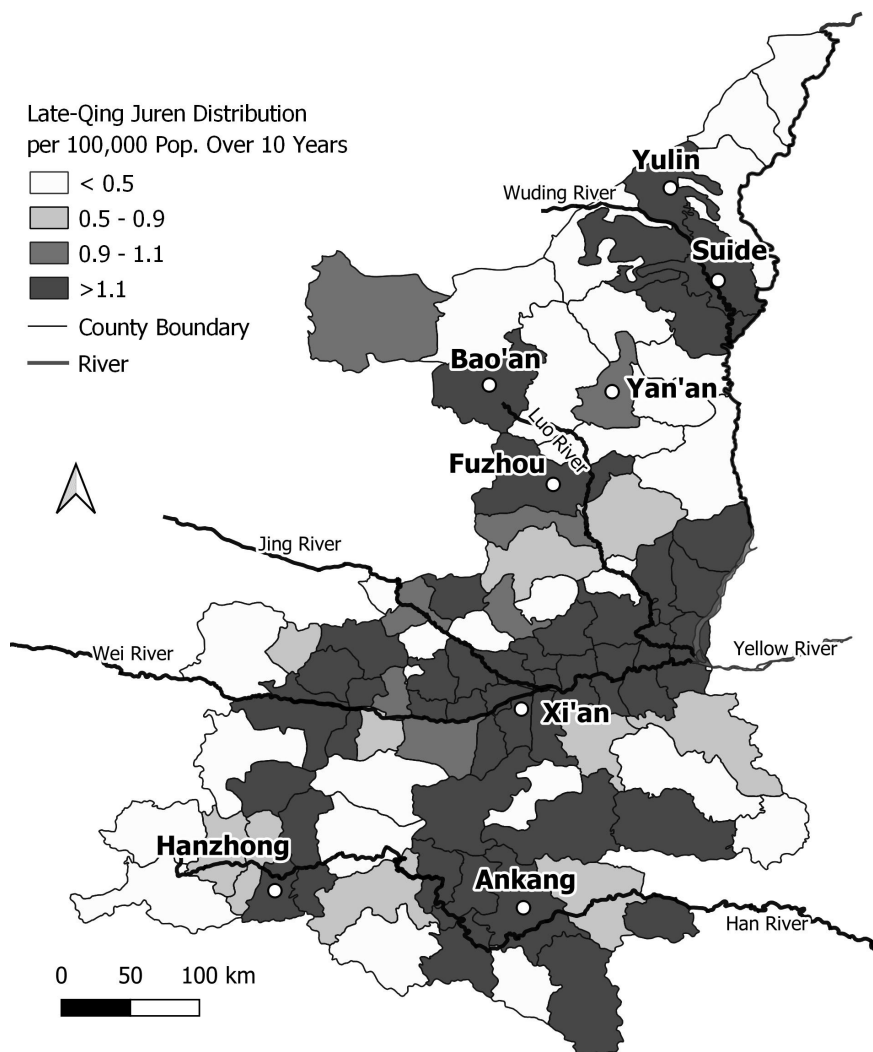 Late-Qing Juren Distribution
per 100,000 Pop. Over 10 Years
< 0.5
0.5 - 0.9
0.9 - 1.1
>1.1
County Boundary
River
Yulin
Wuding River
Suide
Bao'an
Yan'an
Luo River
Fuzhou
Jing River
Wei River
Yellow River
Xi'an
Hanzhong
Ankang
Han River
0 50 100 km